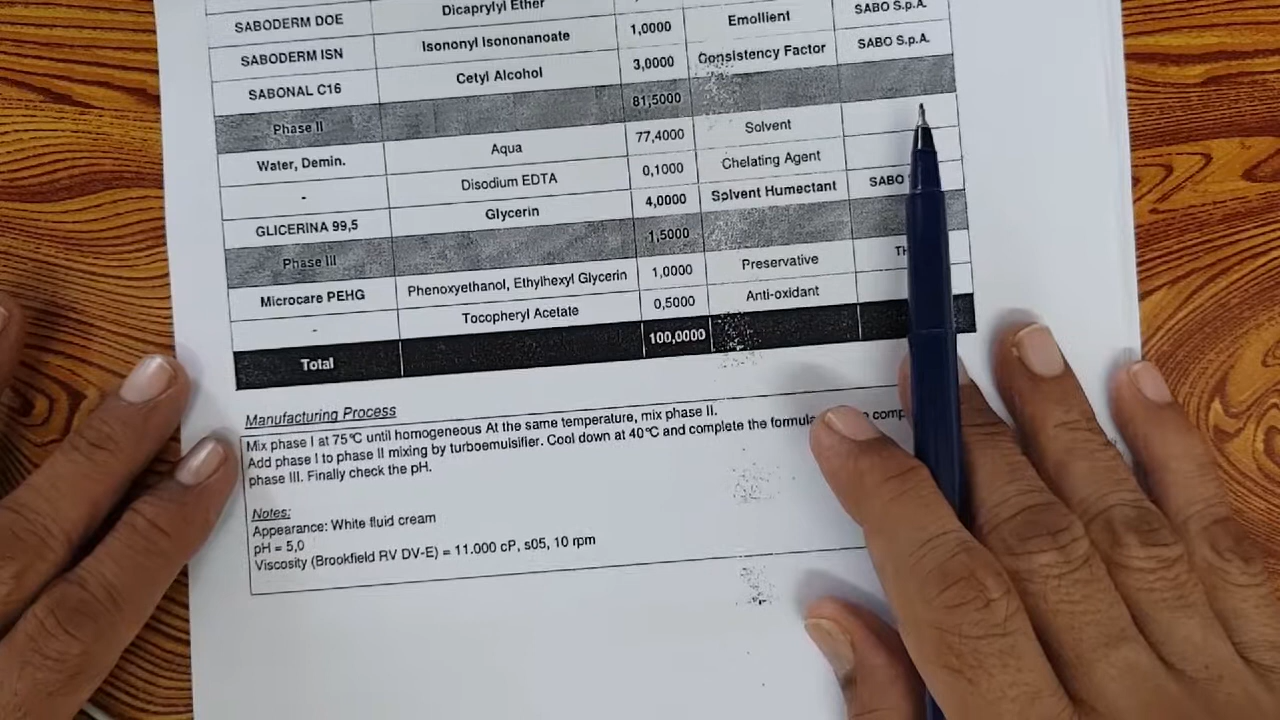 SABODERM DOE Dicaprylyl Ether
SABODERM ISN Isononyl Isononanoate 1,0000 Emollient SABO S.p.A.
SABONAL C16 Cetyl Alcohol 3,0000 Consistency Factor SABO S.p.A.
Phase II 81,5000
Water, Demin. Aqua 77,4000 Solvent
- Disodium EDTA 0,1000 Chelating Agent
GLICERINA 99,5 Glycerin 4,0000 Solvent Humectant SABO
Phase III 1,5000
Microcare PEHG Phenoxyethanol, Ethylhexyl Glycerin 1,0000 Preservative
- Tocopheryl Acetate 0,5000 Anti-oxidant
Total 100,0000
Manufacturing Process
Mix phase I at 75°C until homogeneous At the same temperature, mix phase II.
Add phase I to phase II mixing by turboemulsifier. Cool down at 40°C and complete the formula
phase III. Finally check the pH.
Notes:
Appearance: White fluid cream
pH = 5,0
Viscosity (Brookfield RV DV-E) = 11.000 cP, s05, 10 rpm